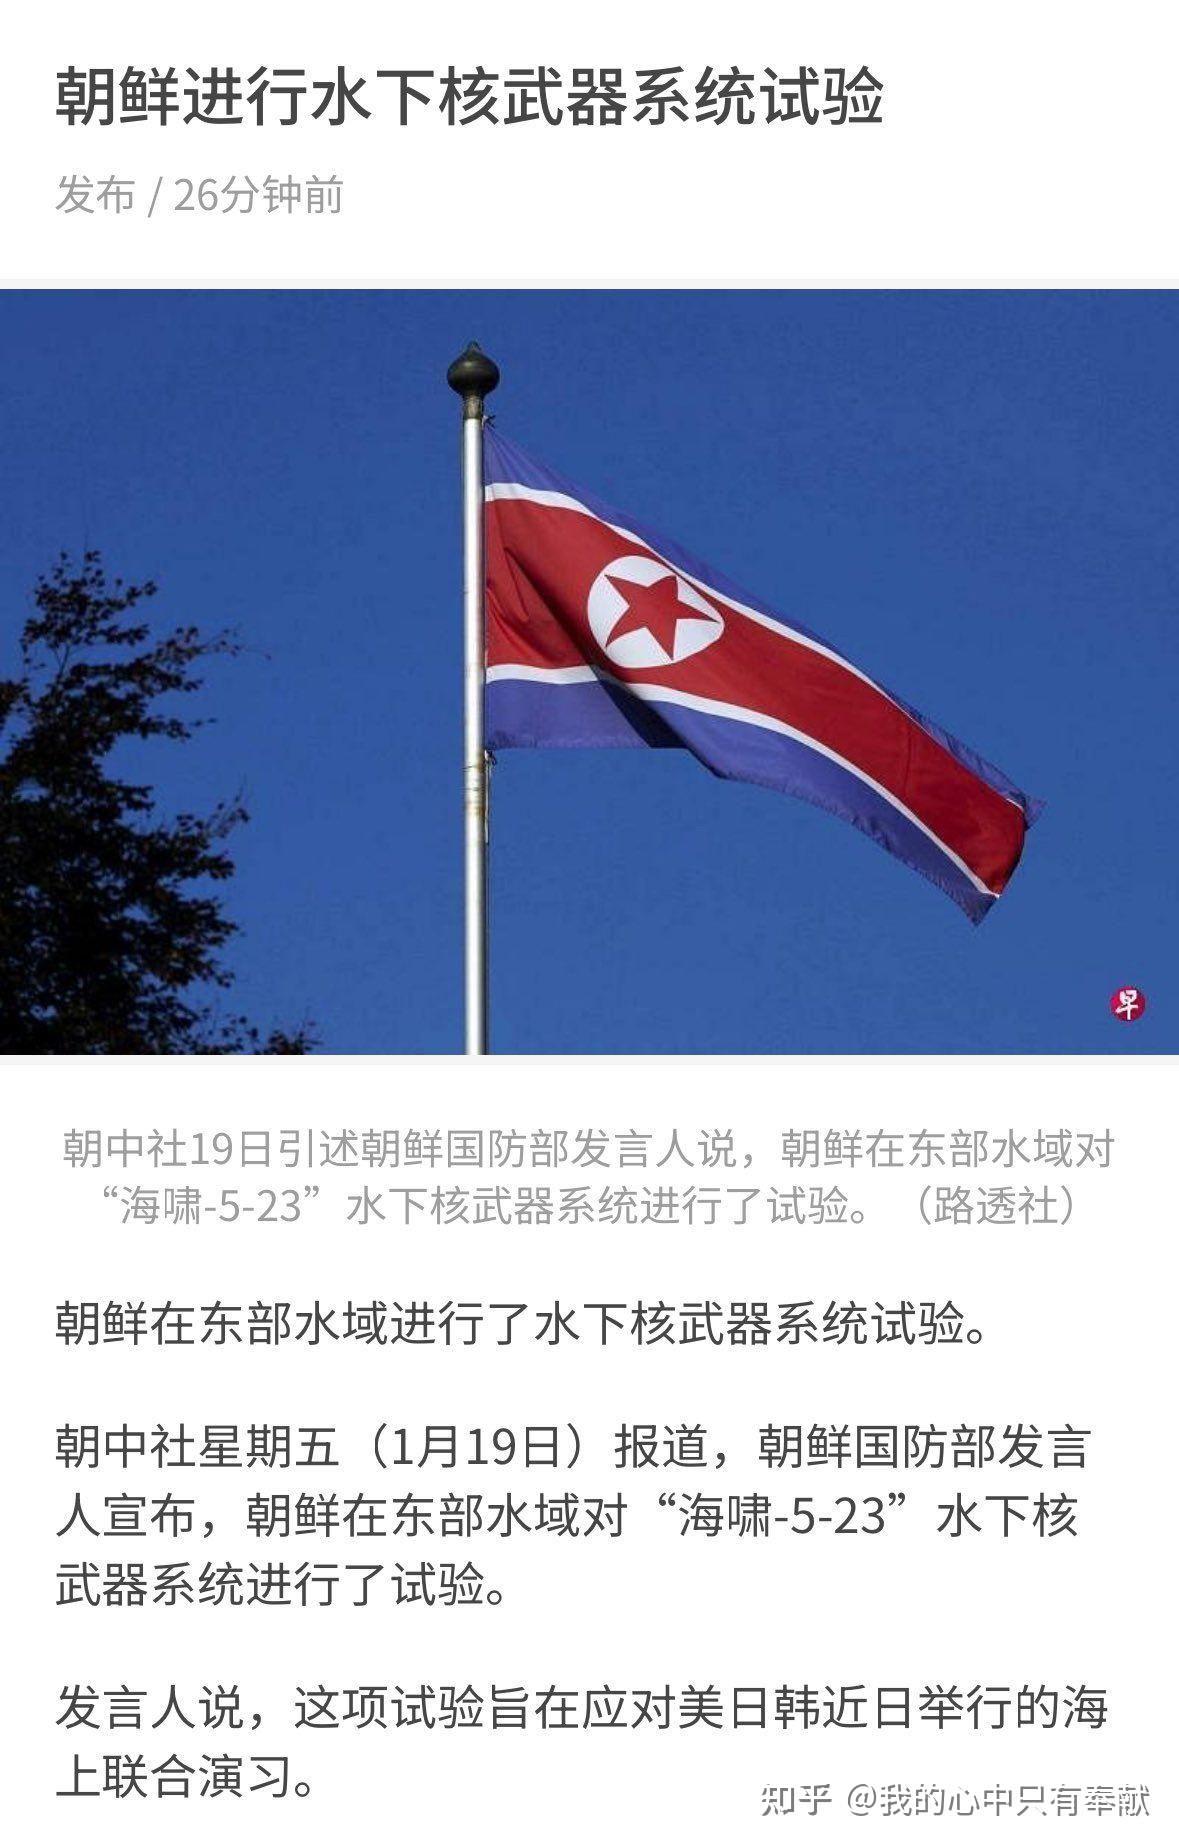 朝鲜进行水下核武器系统试验
发布 / 26分钟前
早
朝中社19日引述朝鲜国防部发言人说，朝鲜在东部水域对
“海啸-5-23”水下核武器系统进行了试验。（路透社）
朝鲜在东部水域进行了水下核武器系统试验。
朝中社星期五（1月19日）报道，朝鲜国防部发言
人宣布，朝鲜在东部水域对“海啸-5-23”水下核
武器系统进行了试验。
发言人说，这项试验旨在应对美日韩近日举行的海
上联合演习。
知乎 @我的心中只有奉献